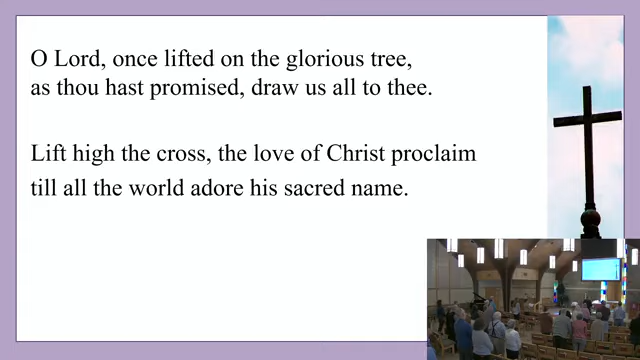 O Lord, once lifted on the glorious tree,
as thou hast promised, draw us all to thee.
Lift high the cross, the love of Christ proclaim
till all the world adore his sacred name.